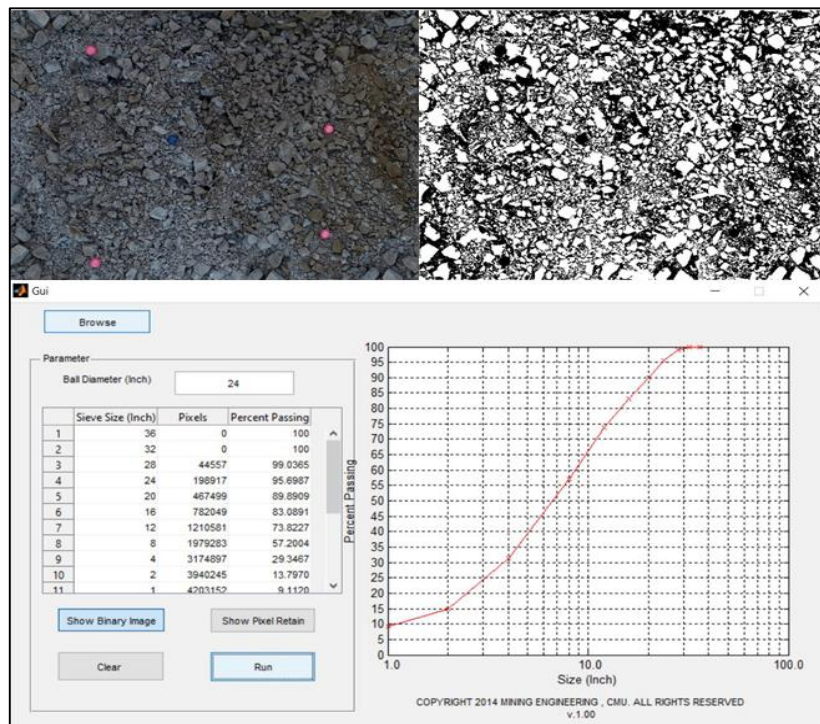 Gui
Browse
Parameter
Ball Diameter (Inch) 24
Sieve Size (Inch) Pixels Percent Passing
1 36 0 100
2 32 0 100
3 28 44557 99.0365
4 24 198917 95.6987
5 20 467499 89.8909
6 16 782049 83.0891
7 12 1210581 73.8227
8 8 1979283 57.2004
9 4 3174897 29.3467
10 2 3940245 13.7970
11 1 4203152 9.1120
Show Binary Image Show Pixel Retain
Clear Run
Percent Passing
100
95
90
85
80
75
70
65
60
55
50
45
40
35
30
25
20
15
10
5
0
1.0 10.0 100.0
Size (Inch)
COPYRIGHT 2014 MINING ENGINEERING , CMU. ALL RIGHTS RESERVED
v.1.00